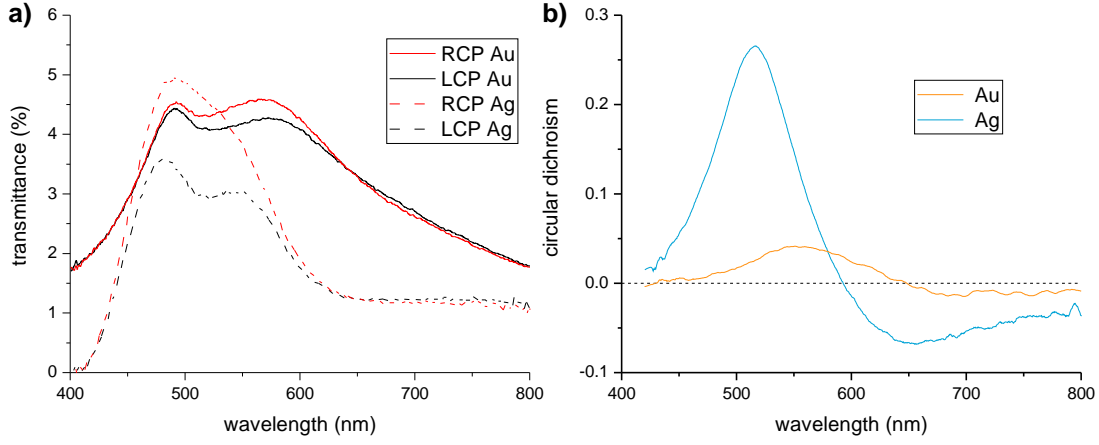 a)
6
5
4
3
2
1
0
transmittance (%)
400
500
600
700
800
wavelength (nm)
RCP Au
LCP Au
RCP Ag
LCP Ag
b)
0.3
0.2
0.1
0.0
-0.1
circular dichroism
400
500
600
700
800
wavelength (nm)
Au
Ag